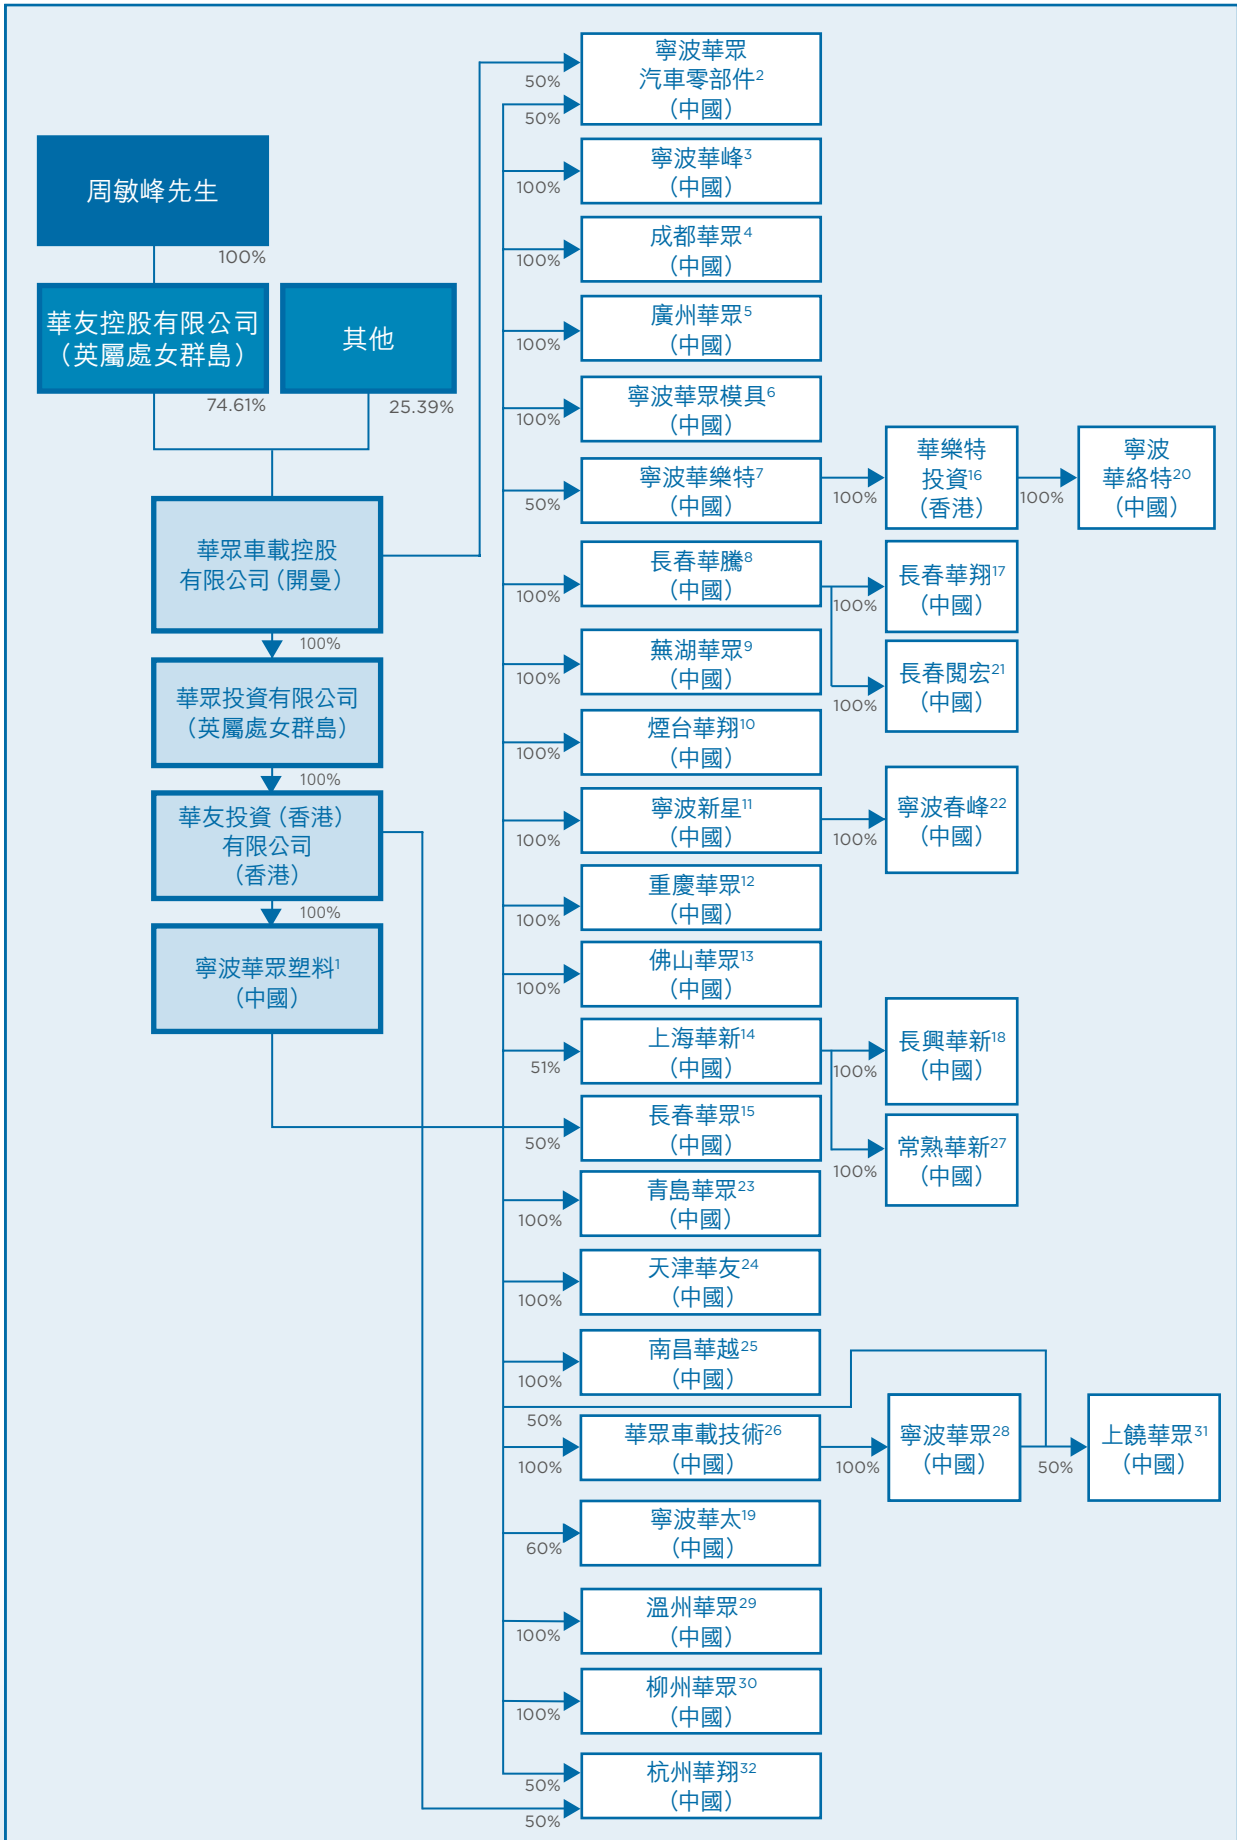 周敏峰先生
100%
華友控股有限公司
（英屬處女群島）
74.61%
其他
25.39%
華眾車載控股
有限公司（開曼）
100%
華眾投資有限公司
（英屬處女群島）
100%
華友投資（香港）
有限公司
（香港）
100%
寧波華眾塑料1
（中國）
50%
50%
寧波華眾
汽車零部件2
（中國）
100%
寧波華峰3
（中國）
100%
成都華眾4
（中國）
100%
廣州華眾5
（中國）
100%
寧波華眾模具6
（中國）
50%
寧波華樂特7
（中國）
100%
華樂特
投資16
（香港）
100%
寧波
華絡特20
（中國）
100%
長春華騰8
（中國）
100%
長春華翔17
（中國）
100%
長春閲宏21
（中國）
100%
蕪湖華眾9
（中國）
100%
煙台華翔10
（中國）
100%
寧波新星11
（中國）
100%
寧波春峰22
（中國）
100%
重慶華眾12
（中國）
100%
佛山華眾13
（中國）
51%
上海華新14
（中國）
100%
長興華新18
（中國）
100%
常熟華新27
（中國）
50%
長春華眾15
（中國）
100%
青島華眾23
（中國）
100%
天津華友24
（中國）
100%
南昌華越25
（中國）
50%
100%
華眾車載技術26
（中國）
100%
寧波華眾28
（中國）
50%
上饒華眾31
（中國）
60%
寧波華太19
（中國）
100%
溫州華眾29
（中國）
100%
柳州華眾30
（中國）
50%
50%
杭州華翔32
（中國）